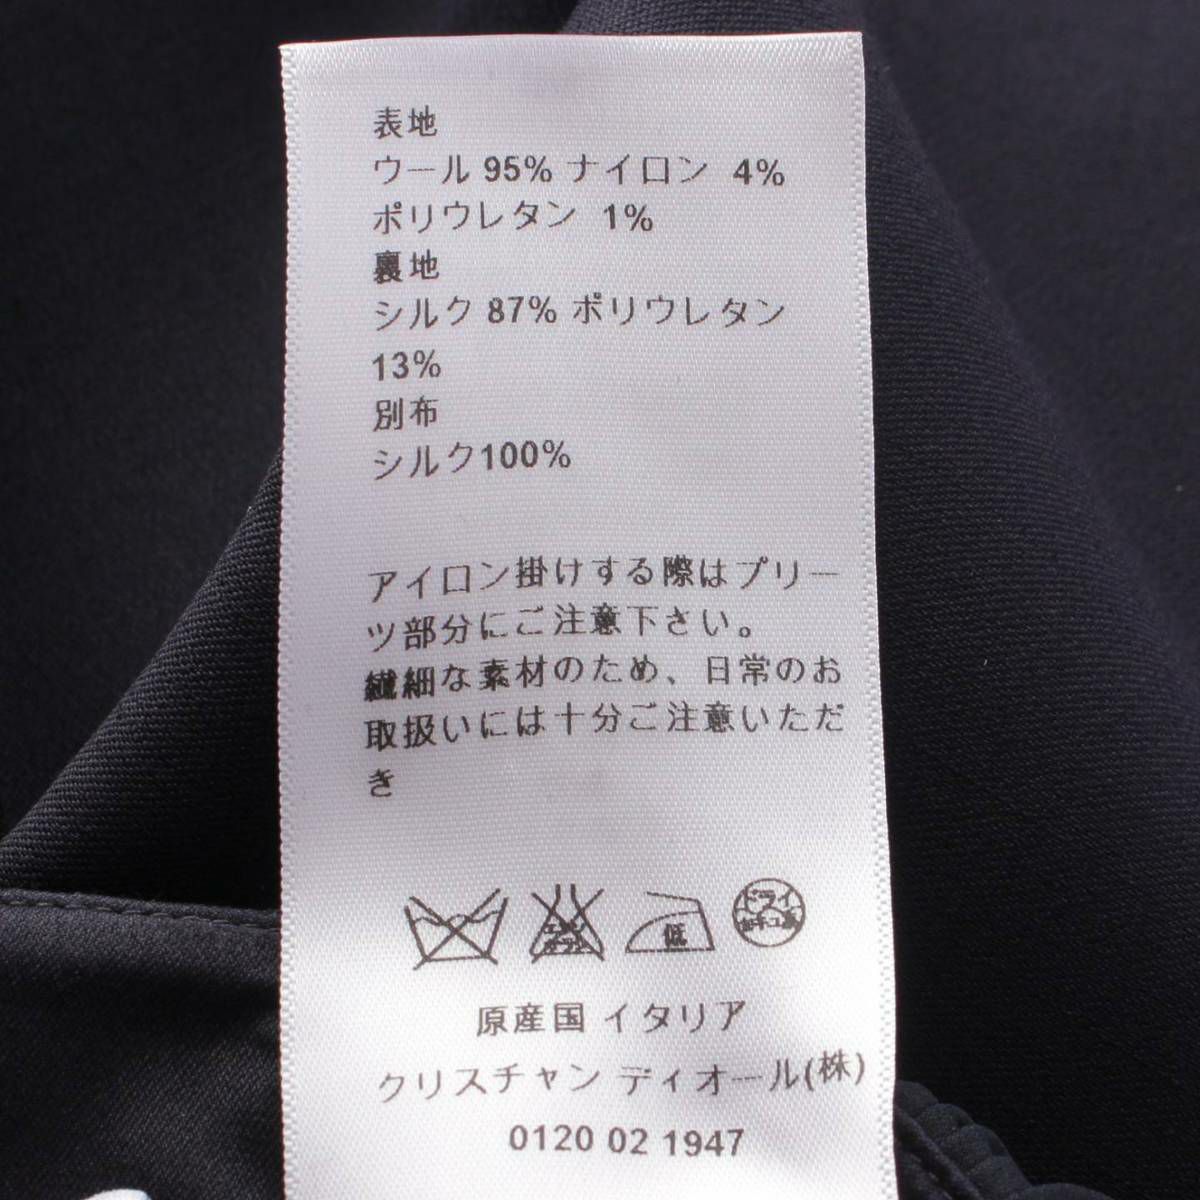 表地
ウール 95% ナイロン 4%
ポリウレタン 1%
裏地
シルク 87% ポリウレタン
13%
別布
シルク100%
アイロン掛けする際はプリー
ツ部分にご注意下さい。
繊細な素材のため、日常のお
取扱いには十分ご注意いただ
き
低
ドライ
原産国 イタリア
クリスチャン ディオール(株)
0120 02 1947